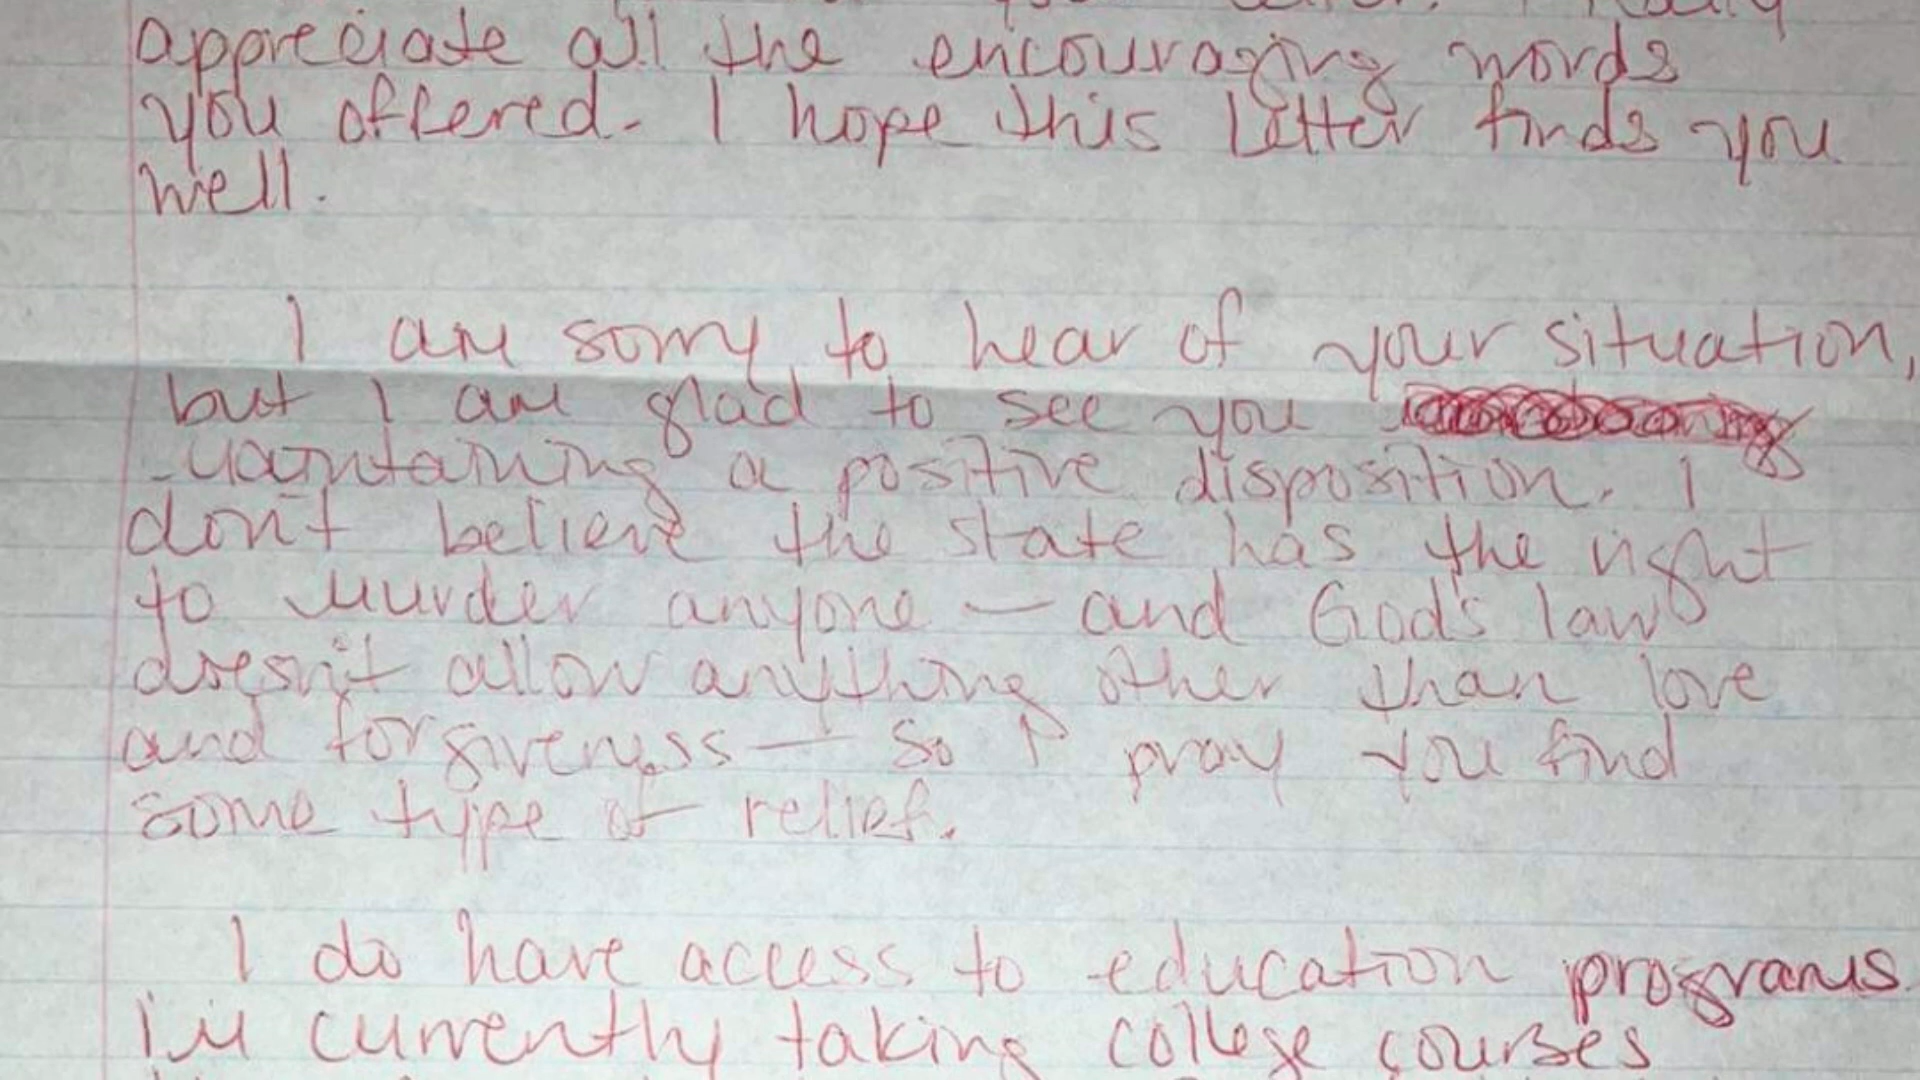 appreciate all the encouraging words
you offered. I hope this letter finds you
well.
I am sorry to hear of your situation,
but I am glad to see you
maintaining a positive disposition. I
don't believe the state has the right
to murder anyone — and God's law
doesn't allow anything other than love
and forgiveness — so I pray you find
some type of relief.
I do have access to education programs.
I'm currently taking college courses